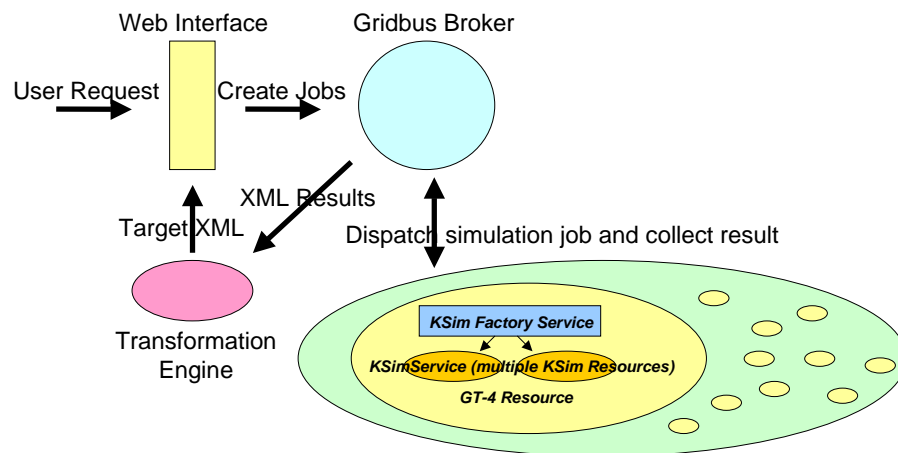 Web Interface
Gridbus Broker
User Request
Create Jobs
XML Results
Target XML
Dispatch simulation job and collect result
Transformation
Engine
KSim Factory Service
KSimService (multiple KSim Resources)
GT-4 Resource